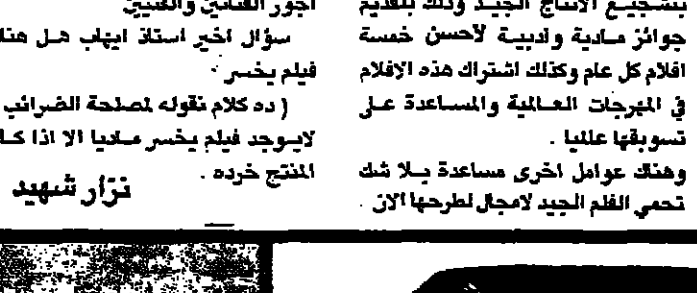 بتشجيع الانتاج الجيد وذلك بتقديم
جوائز مادية وادبية لأحسن خمسة
افلام كل عام وكذلك اشتراك هذه الافلام
في المهرجات العالمية والمساعدة على
تسويقها عالميا .
وهناك عوامل اخرى مساعدة بلا شك
تحمي الفلم الجيد لامجال لطرحها الان .
اجور الفنانين والفنيين
سؤال اخير استاذ ايهاب هل هنا
فيلم يخسر .
( ده كلام نقوله لمصلحة الضرائب
لايوجد فيلم يخسر ماديا الا اذا كا
المنتج خرده .
نزار شهيد